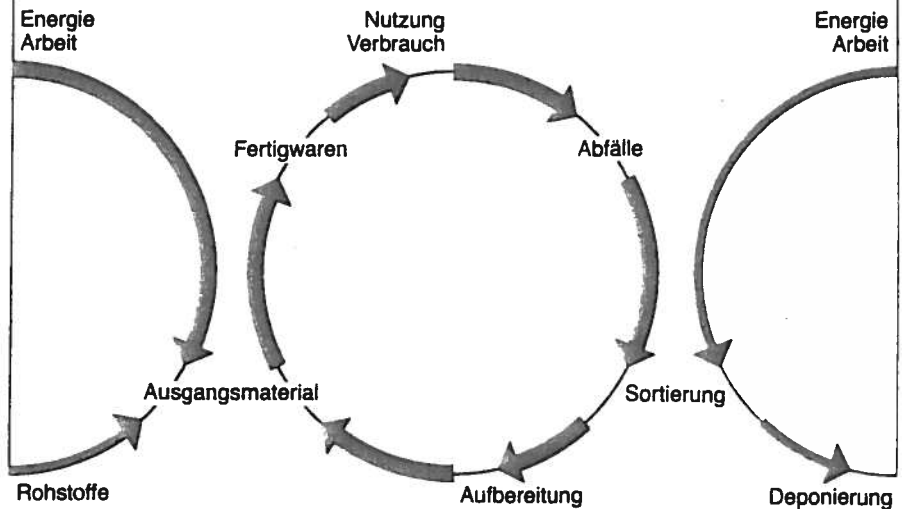 Energie
Arbeit
Nutzung
Verbrauch
Energie
Arbeit
Fertigwaren
Abfälle
Ausgangsmaterial
Sortierung
Rohstoffe
Aufbereitung
Deponierung